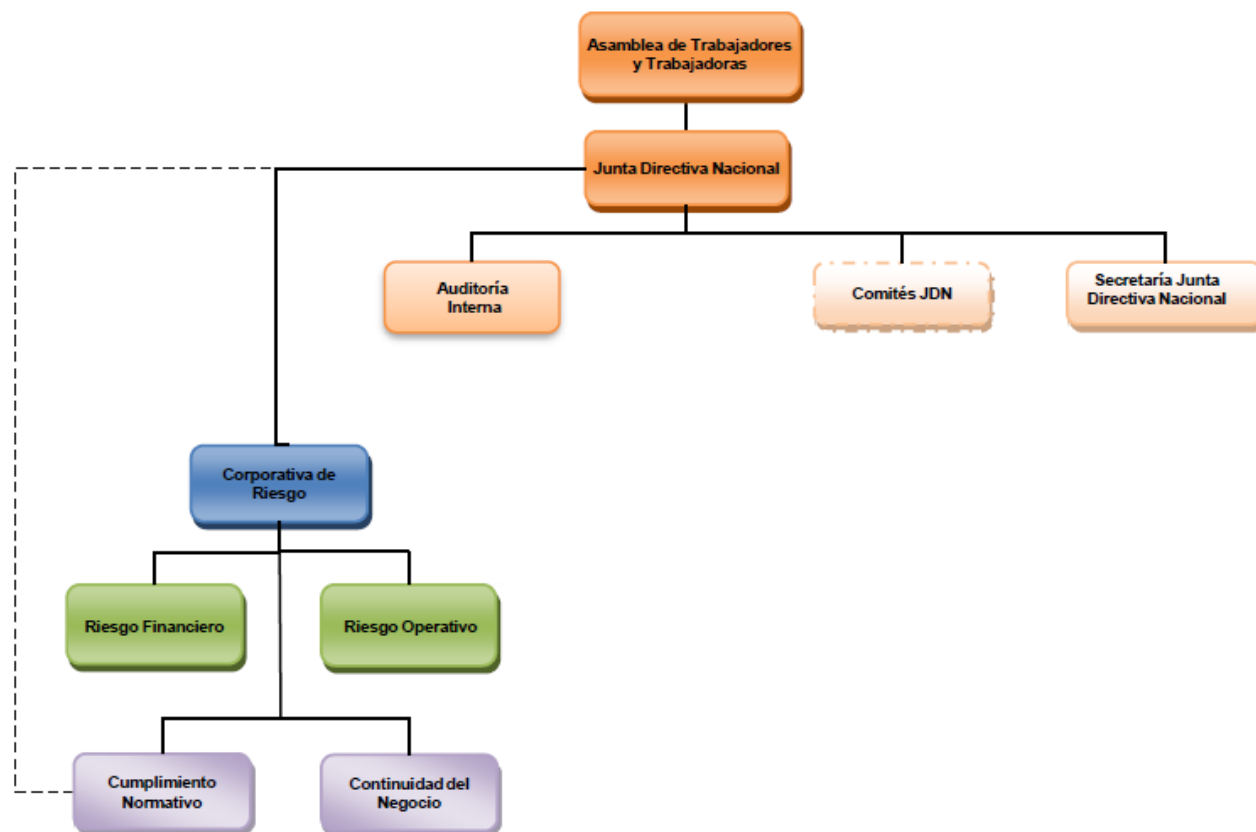 Asamblea de Trabajadores
y Trabajadoras
Junta Directiva Nacional
Auditoría
Interna
Comités JDN
Secretaría Junta
Directiva Nacional
Corporativa de
Riesgo
Riesgo Financiero
Riesgo Operativo
Cumplimiento
Normativo
Continuidad del
Negocio